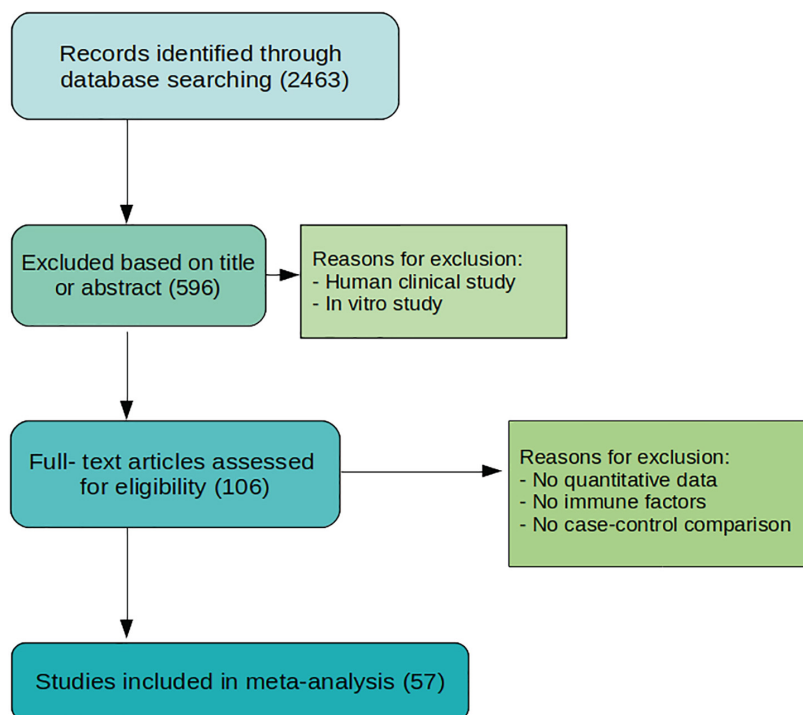 Records identified through
database searching (2463)
Excluded based on title
or abstract (596)
Reasons for exclusion:
- Human clinical study
- In vitro study
Full- text articles assessed
for eligibility (106)
Reasons for exclusion:
- No quantitative data
- No immune factors
- No case-control comparison
Studies included in meta-analysis (57)